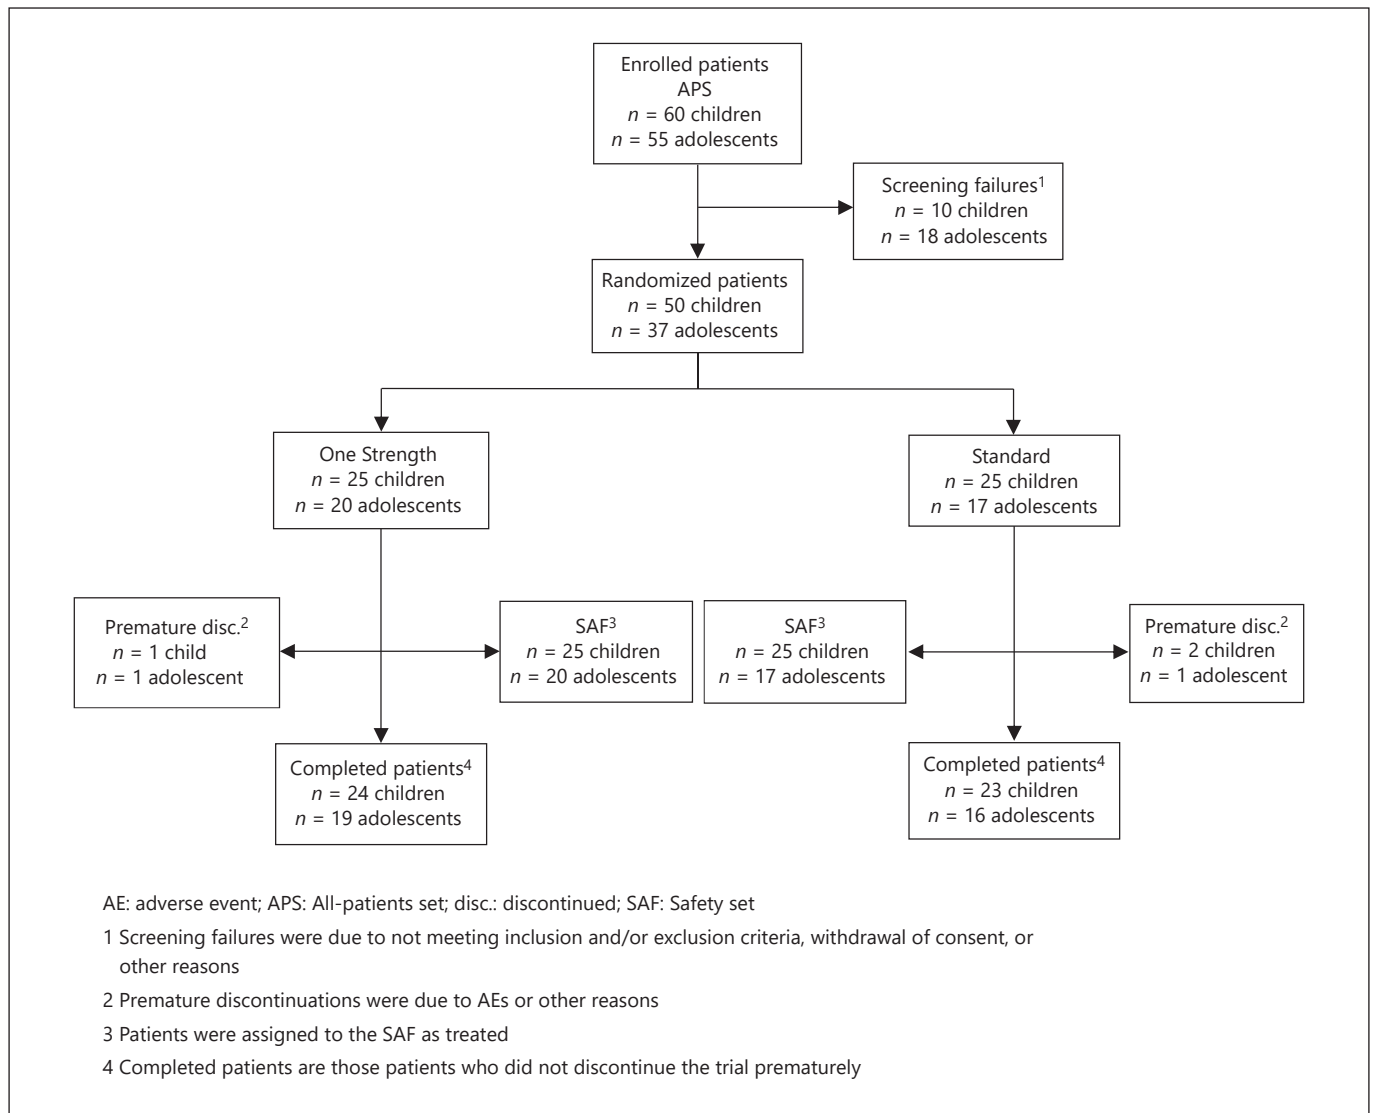 Enrolled patients
APS
n = 60 children
n = 55 adolescents
Screening failures1
n = 10 children
n = 18 adolescents
Randomized patients
n = 50 children
n = 37 adolescents
One Strength
n = 25 children
n = 20 adolescents
Standard
n = 25 children
n = 17 adolescents
Premature disc.2
n = 1 child
n = 1 adolescent
SAF3
n = 25 children
n = 20 adolescents
SAF3
n = 25 children
n = 17 adolescents
Premature disc.2
n = 2 children
n = 1 adolescent
Completed patients4
n = 24 children
n = 19 adolescents
Completed patients4
n = 23 children
n = 16 adolescents
AE: adverse event; APS: All-patients set; disc.: discontinued; SAF: Safety set
1 Screening failures were due to not meeting inclusion and/or exclusion criteria, withdrawal of consent, or
other reasons
2 Premature discontinuations were due to AEs or other reasons
3 Patients were assigned to the SAF as treated
4 Completed patients are those patients who did not discontinue the trial prematurely